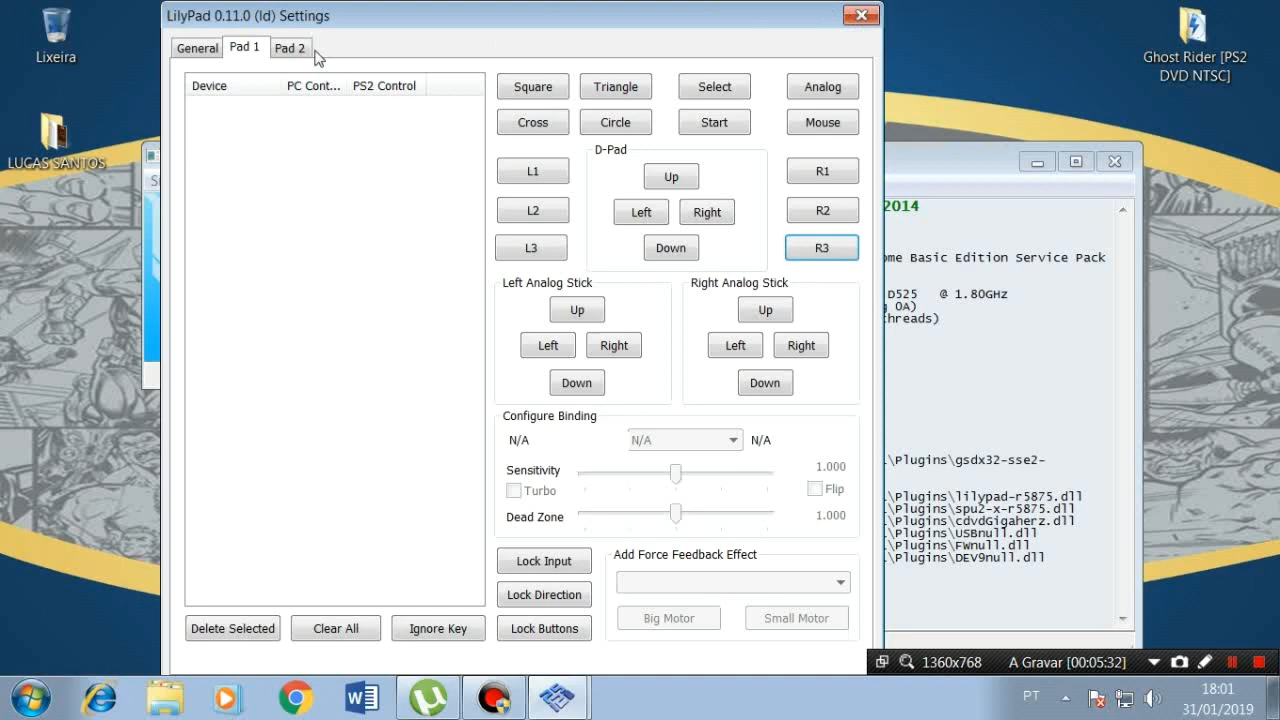 Lixeira
LUCAS SANTOS
Ghost Rider [PS2
DVD NTSC]
LilyPad 0.11.0 (ld) Settings
General
Pad 1
Pad 2
Device
PC Cont...
PS2 Control
Square
Triangle
Select
Analog
Cross
Circle
Start
Mouse
D-Pad
L1
Up
R1
L2
Left
Right
R2
L3
Down
R3
Left Analog Stick
Up
Left
Right
Down
Right Analog Stick
Up
Left
Right
Down
Configure Binding
N/A
N/A
N/A
Sensitivity
1.000
Turbo
Flip
Dead Zone
1.000
Lock Input
Lock Direction
Lock Buttons
Add Force Feedback Effect
Big Motor
Small Motor
Delete Selected
Clear All
Ignore Key
2014
me Basic Edition Service Pack
D525 @ 1.80GHz
OA)
hreads)
\Plugins\gsdx32-sse2-
\Plugins\lilypad-r5875.dll
\Plugins\spu2-x-r5875.dll
\Plugins\cdvdGigaherz.dll
\Plugins\USBnull.dll
\Plugins\FWnull.dll
\Plugins\DEV9null.dll
1360x768
A Gravar [00:05:32]
PT
18:01
31/01/2019